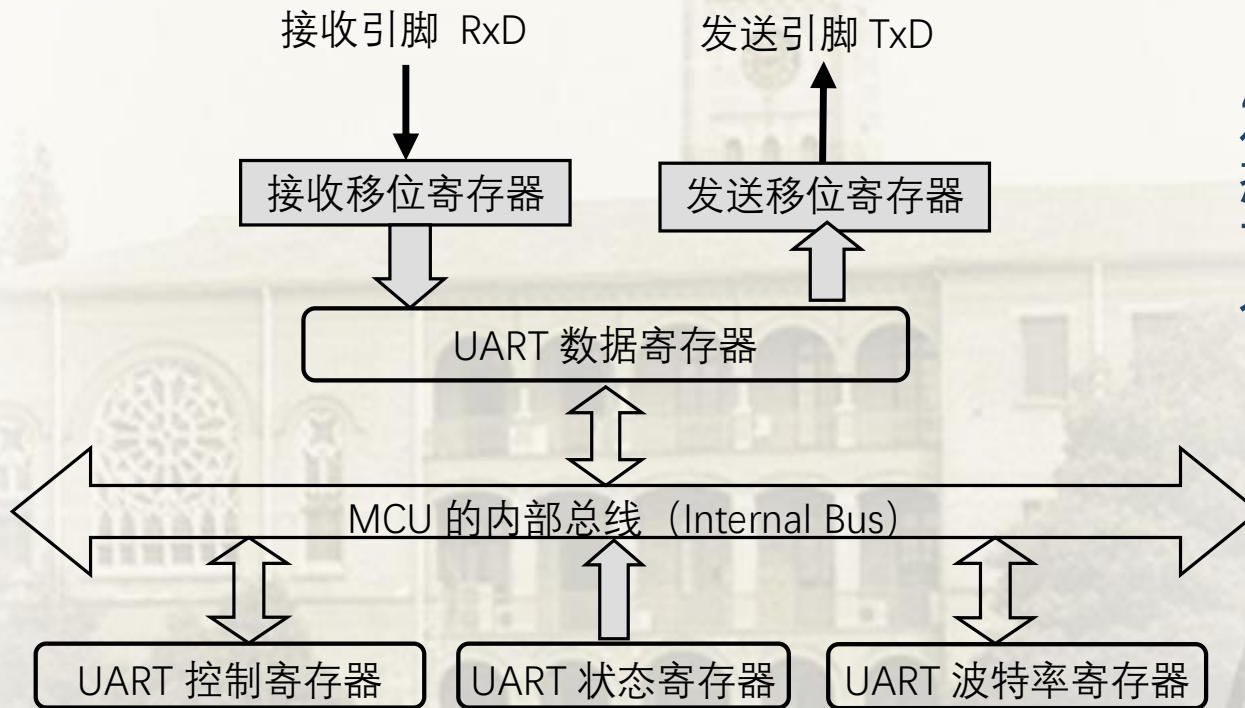 接收引脚 RxD
发送引脚 TxD
接收移位寄存器
发送移位寄存器
UART 数据寄存器
MCU 的内部总线（Internal Bus）
UART 控制寄存器
UART 状态寄存器
UART 波特率寄存器